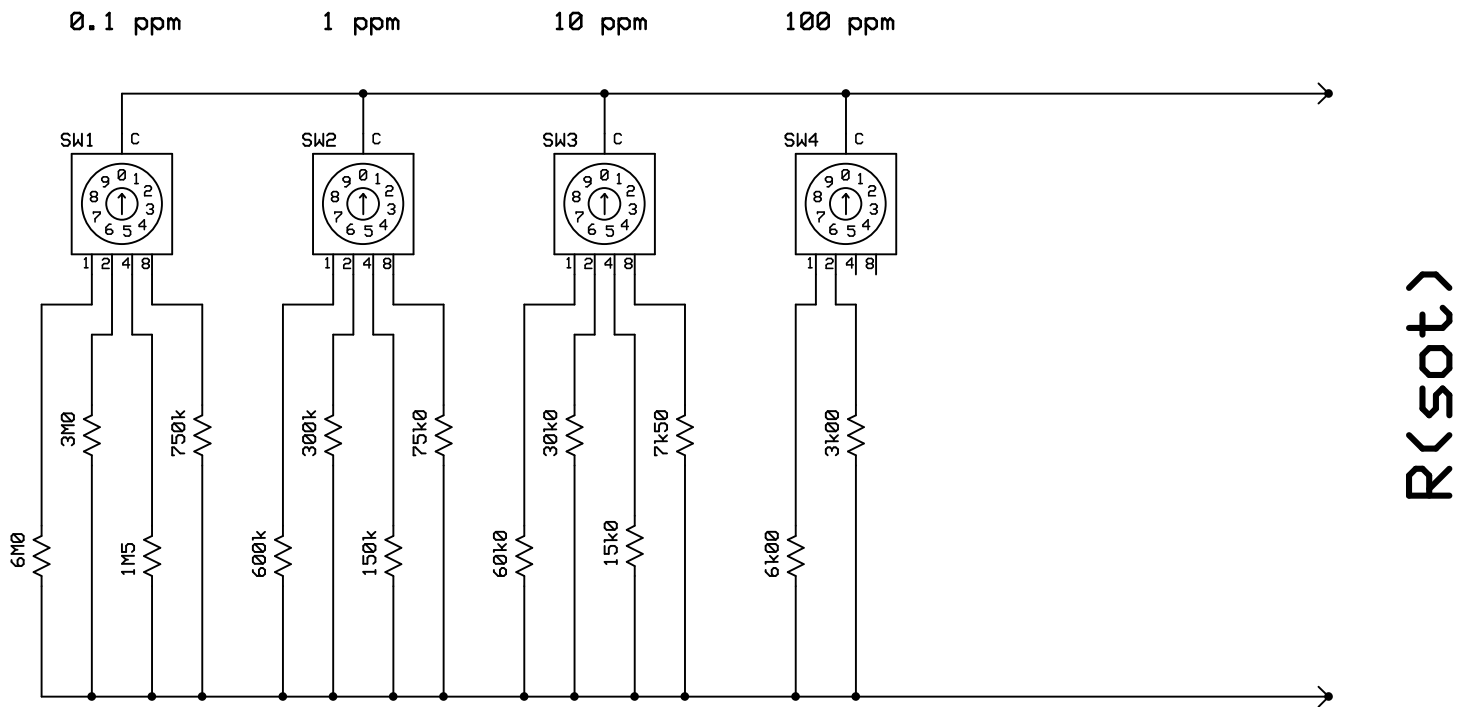 0.1 ppm
1 ppm
10 ppm
100 ppm
SW1
C
0 1 2 3 4 5 6 7 8 9
1 2 4 8
SW2
C
0 1 2 3 4 5 6 7 8 9
1 2 4 8
SW3
C
0 1 2 3 4 5 6 7 8 9
1 2 4 8
SW4
C
0 1 2 3 4 5 6 7 8 9
1 2 4 8
6M0
3M0
1M5
750k
600k
300k
150k
75k0
60k0
30k0
15k0
7k50
6k00
3k00
R(sot)